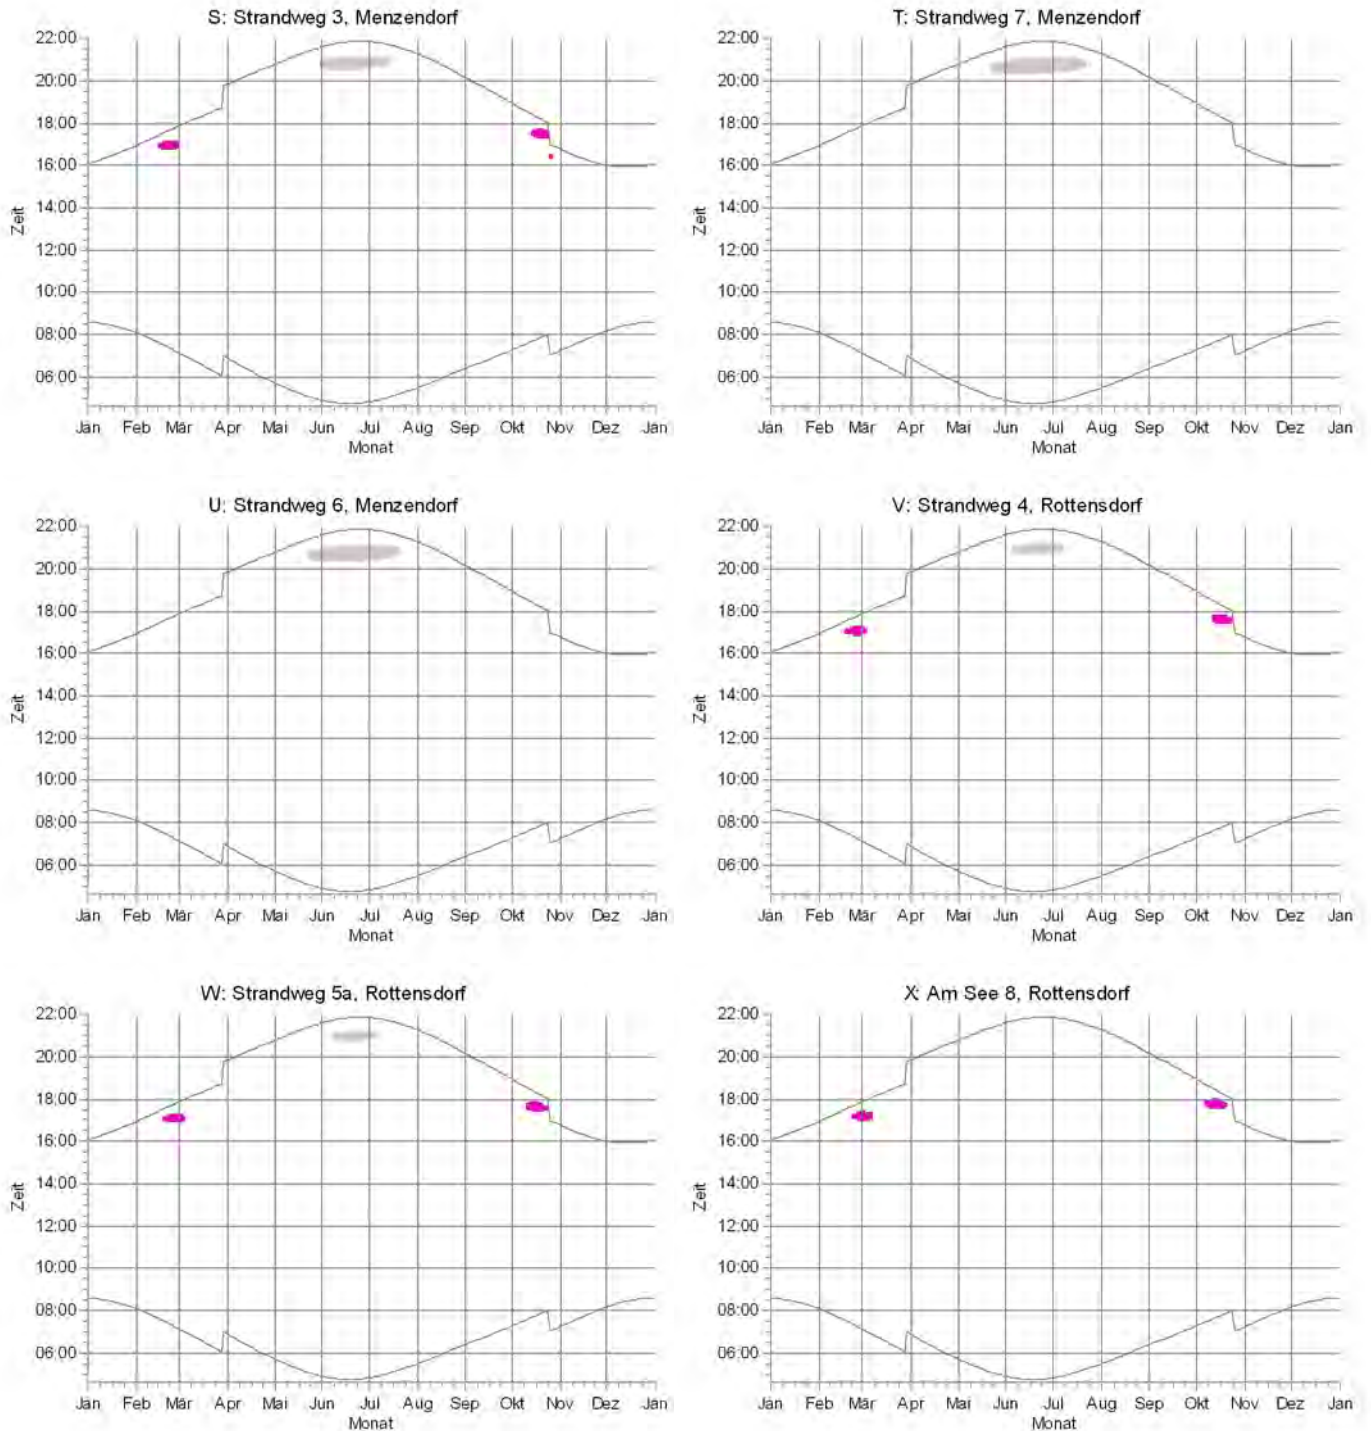 S: Strandweg 3, Menzendorf
22:00
20:00
18:00
16:00
14:00
12:00
10:00
08:00
06:00
Zeit
Jan Feb Mär Apr Mai Jun Jul Aug Sep Okt Nov Dez Jan
Monat
T: Strandweg 7, Menzendorf
22:00
20:00
18:00
16:00
14:00
12:00
10:00
08:00
06:00
Zeit
Jan Feb Mär Apr Mai Jun Jul Aug Sep Okt Nov Dez Jan
Monat
U: Strandweg 6, Menzendorf
22:00
20:00
18:00
16:00
14:00
12:00
10:00
08:00
06:00
Zeit
Jan Feb Mär Apr Mai Jun Jul Aug Sep Okt Nov Dez Jan
Monat
V: Strandweg 4, Rottensdorf
22:00
20:00
18:00
16:00
14:00
12:00
10:00
08:00
06:00
Zeit
Jan Feb Mär Apr Mai Jun Jul Aug Sep Okt Nov Dez Jan
Monat
W: Strandweg 5a, Rottensdorf
22:00
20:00
18:00
16:00
14:00
12:00
10:00
08:00
06:00
Zeit
Jan Feb Mär Apr Mai Jun Jul Aug Sep Okt Nov Dez Jan
Monat
X: Am See 8, Rottensdorf
22:00
20:00
18:00
16:00
14:00
12:00
10:00
08:00
06:00
Zeit
Jan Feb Mär Apr Mai Jun Jul Aug Sep Okt Nov Dez Jan
Monat